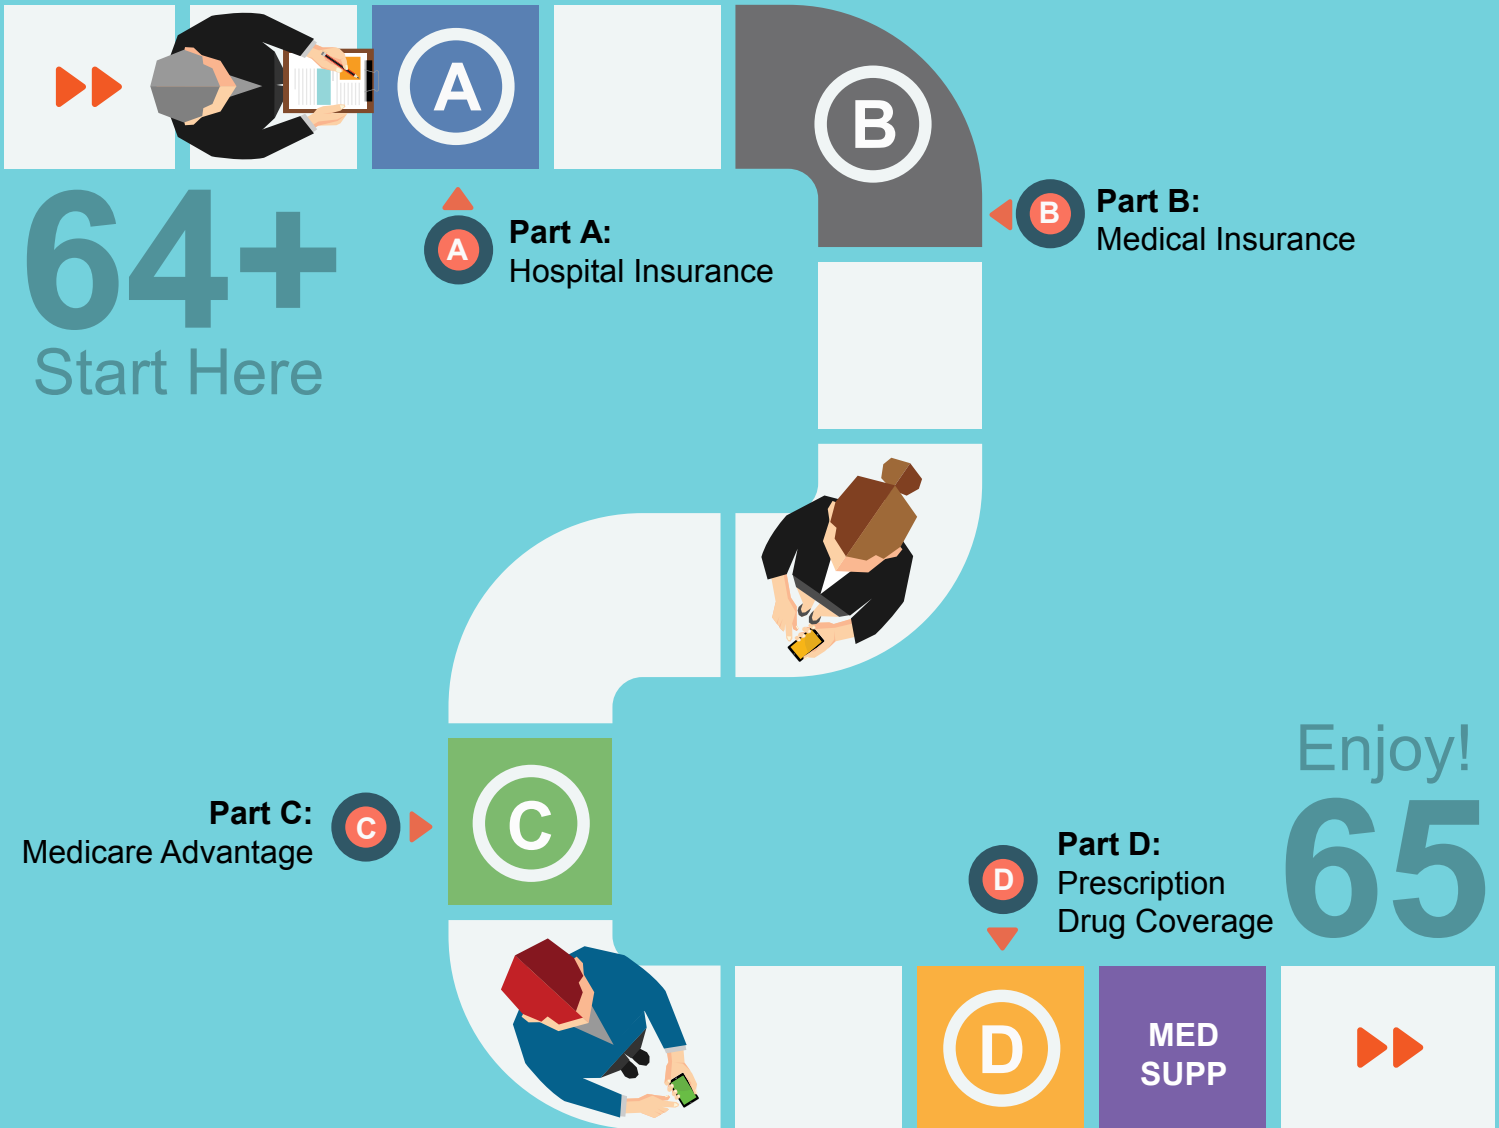 A
B
64+
Start Here
A
Part A:
Hospital Insurance
B
Part B:
Medical Insurance
C
Part C:
Medicare Advantage
C
Enjoy!
65
D
Part D:
Prescription
Drug Coverage
D
MED
SUPP